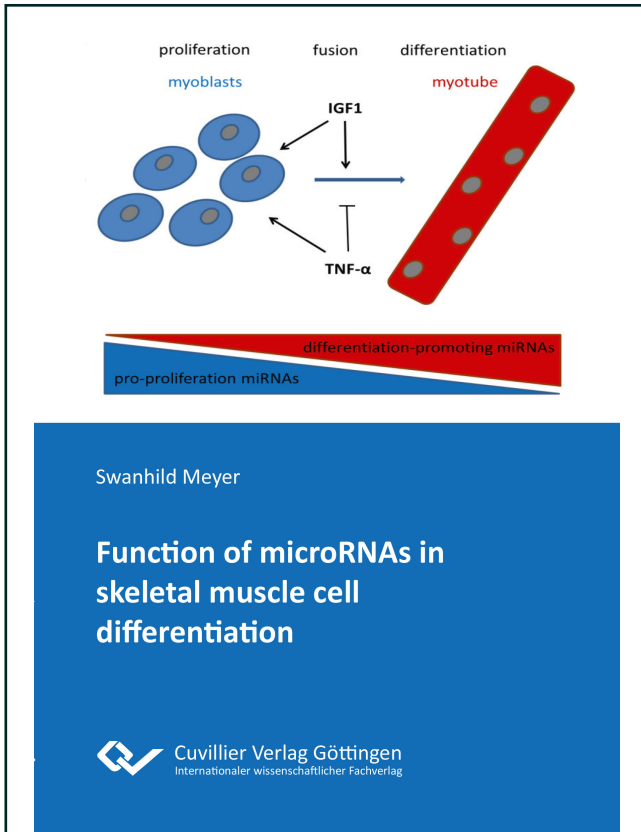 proliferation fusion differentiation
myoblasts myotube
IGF1
TNF-α
differentiation-promoting miRNAs
pro-proliferation miRNAs
Swanhild Meyer
Function of microRNAs in
skeletal muscle cell
differentiation
Cuvillier Verlag Göttingen
Internationaler wissenschaftlicher Fachverlag